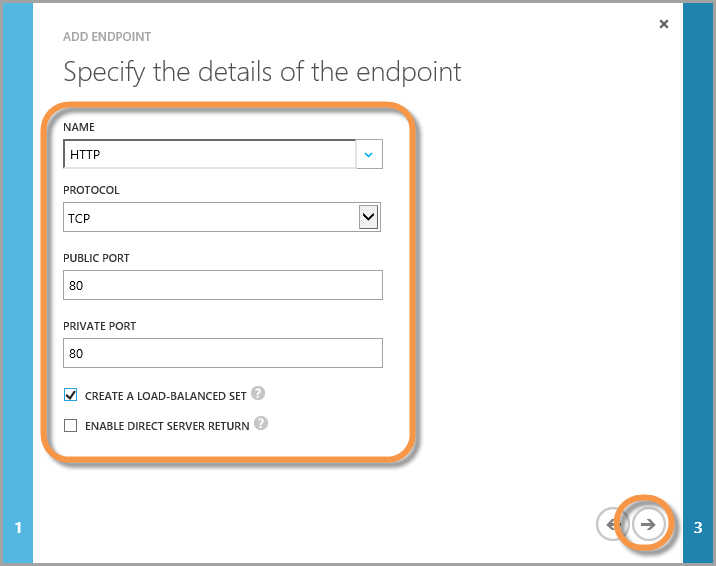 ADD ENDPOINT
Specify the details of the endpoint
NAME
HTTP
PROTOCOL
TCP
PUBLIC PORT
80
PRIVATE PORT
80
CREATE A LOAD-BALANCED SET ?
ENABLE DIRECT SERVER RETURN ?
1
3